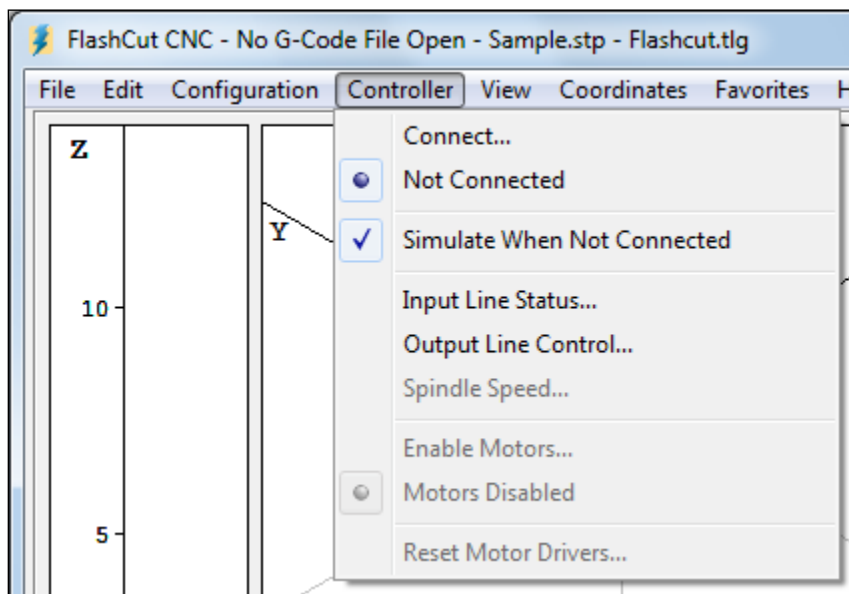 FlashCut CNC - No G-Code File Open - Sample.stp - Flashcut.tlg
File Edit Configuration Controller View Coordinates Favorites H
Z
Y
10
5
Connect...
Not Connected
Simulate When Not Connected
Input Line Status...
Output Line Control...
Spindle Speed...
Enable Motors...
Motors Disabled
Reset Motor Drivers...